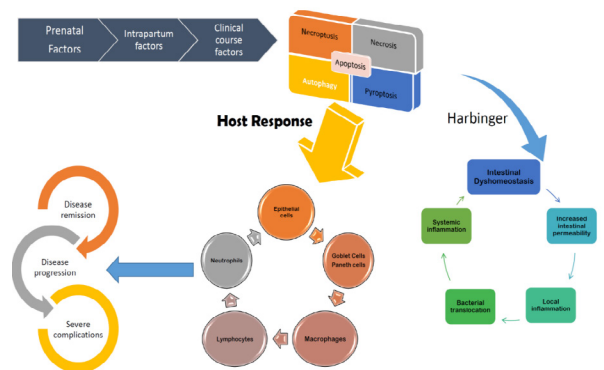 Prenatal
Factors
Intrapartum
factors
Clinical
course
factors
Necroptosis
Necrosis
Apoptosis
Autophagy
Pyroptosis
Host Response
Harbinger
Disease
remission
Disease
progression
Severe
complications
Epithelial
cells
Goblet Cells
Paneth cells
Macrophages
Lymphocytes
Neutrophils
Intestinal
Dyshomeostasis
Increased
intestinal
permeability
Local
inflammation
Bacterial
translocation
Systemic
inflammation